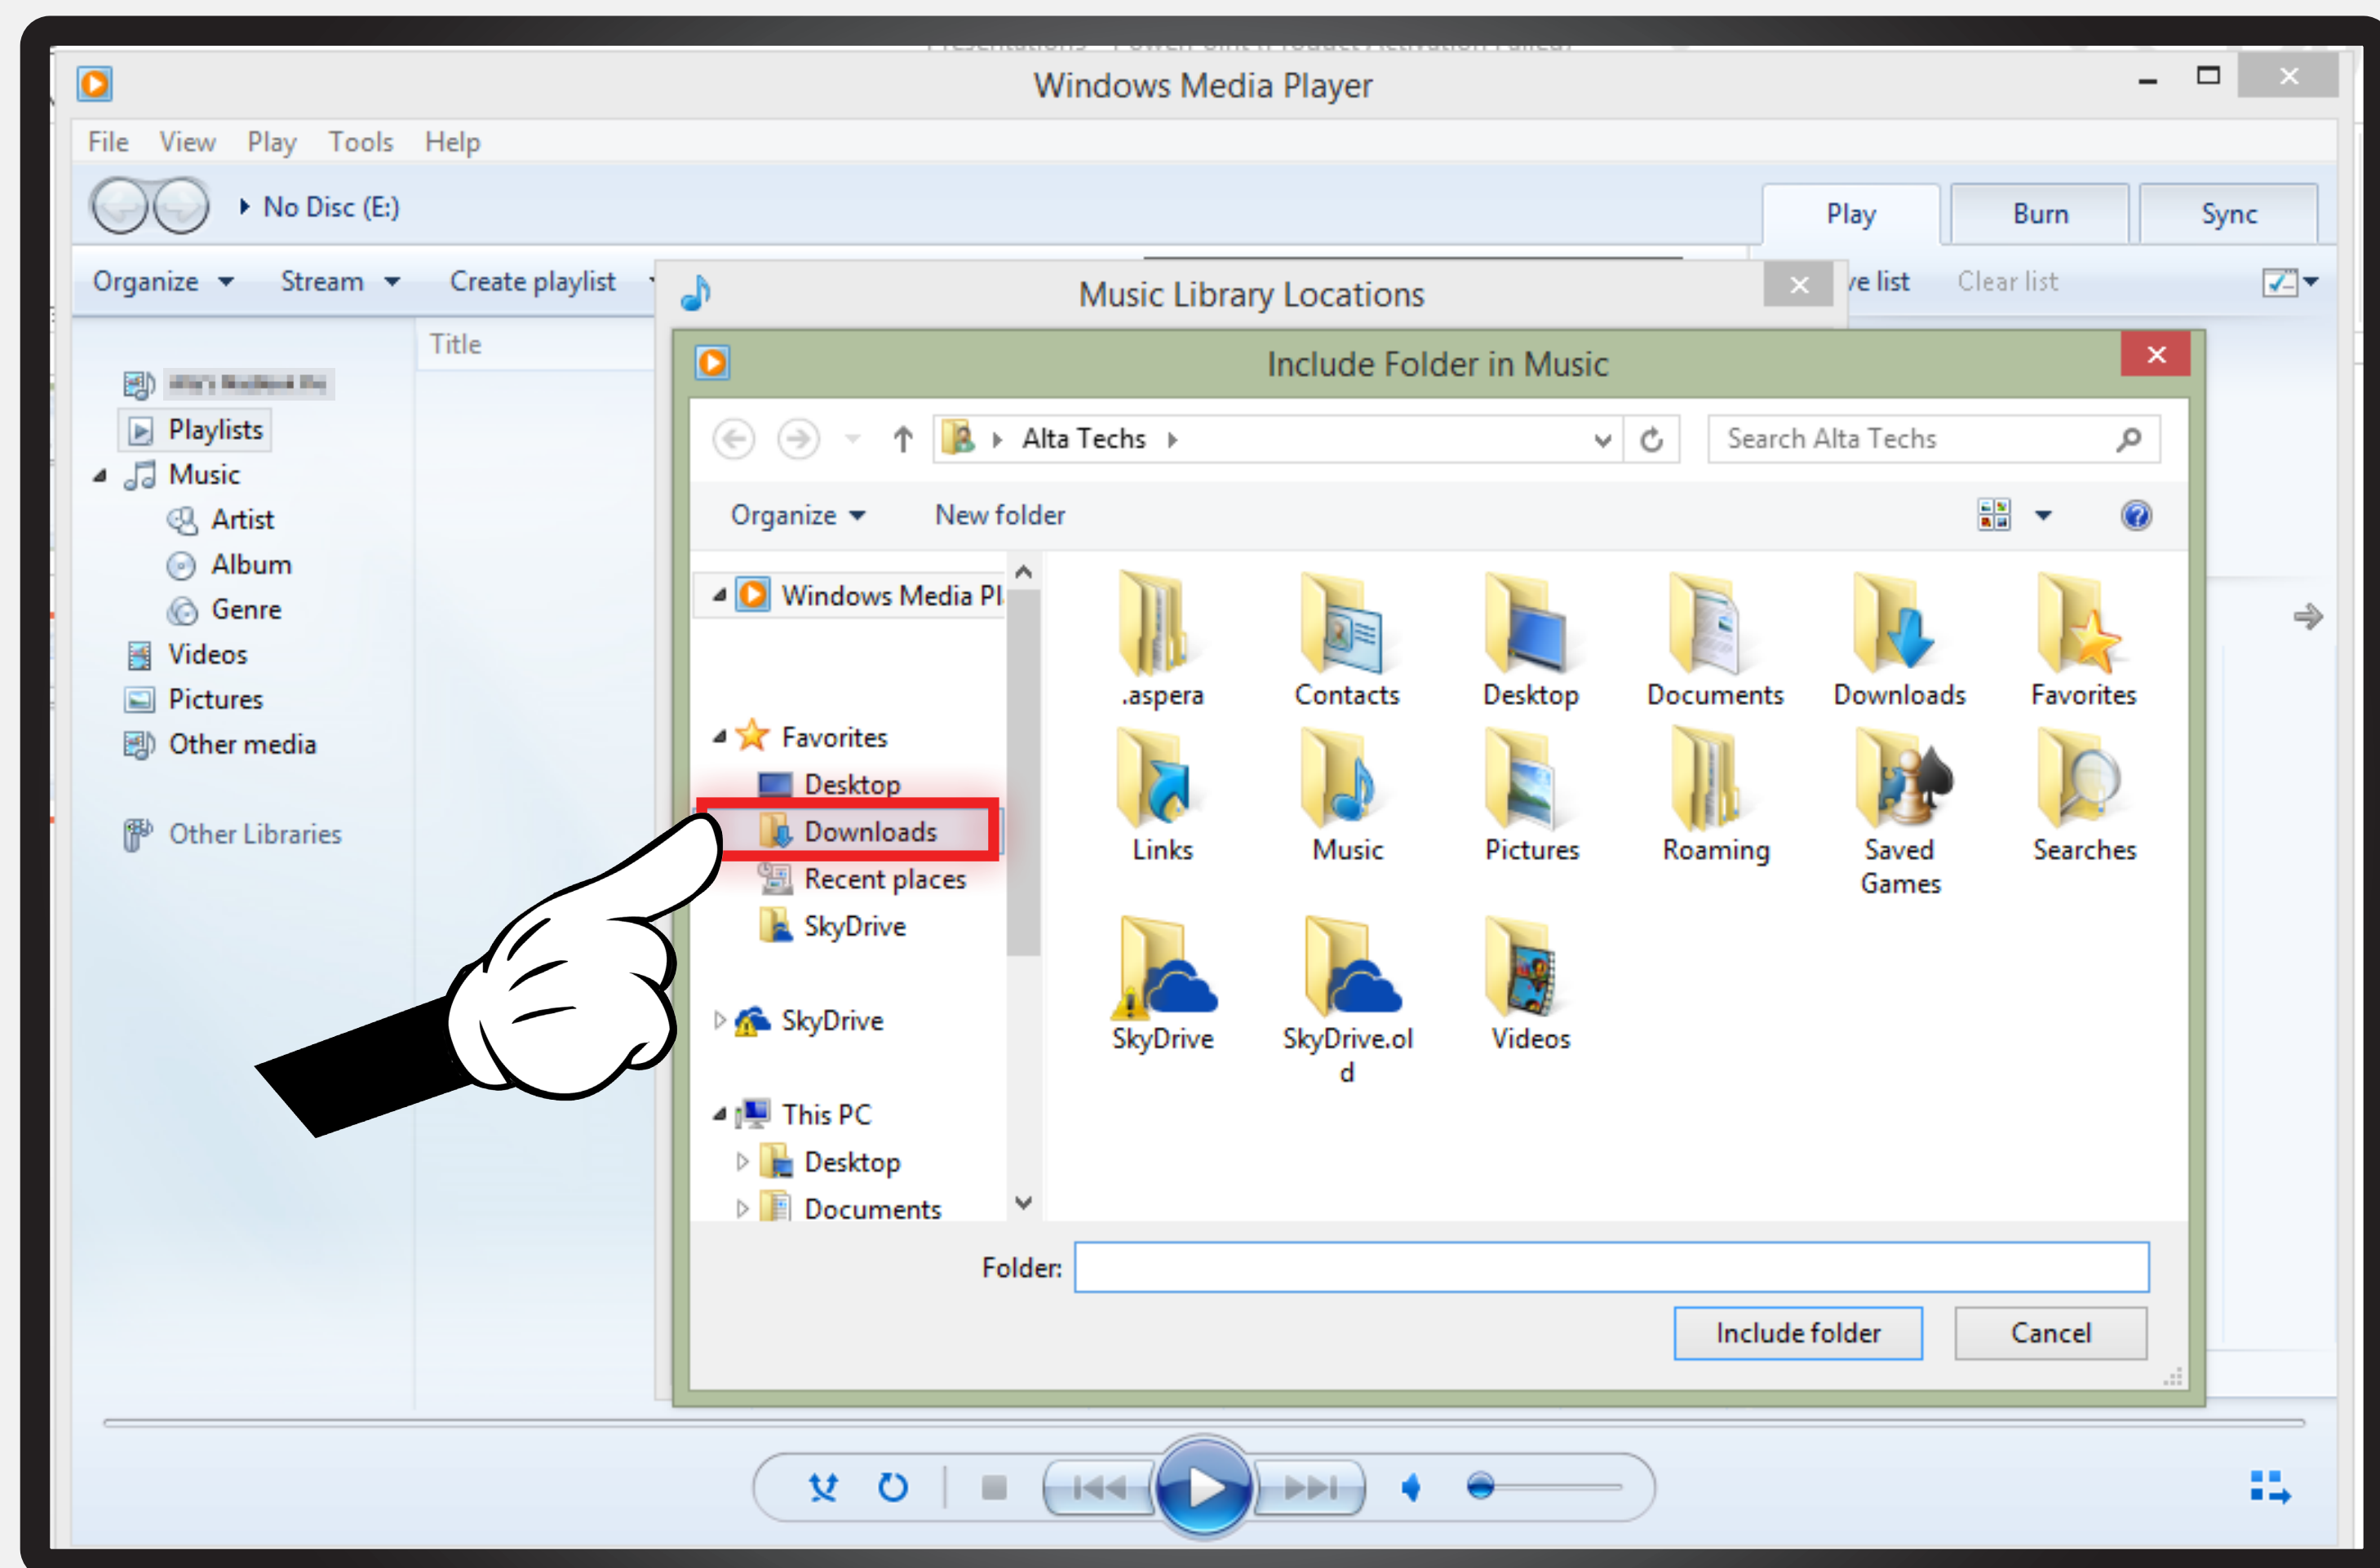 Windows Media Player
File View Play Tools Help
No Disc (E:)
Play Burn Sync
Organize Stream Create playlist
Music Library Locations
ve list Clear list
Title
Include Folder in Music
Playlists
Music
Artist
Album
Genre
Videos
Pictures
Other media
Other Libraries
Alta Techs
Search Alta Techs
Organize New folder
Windows Media Pl
Favorites
Desktop
Downloads
Recent places
SkyDrive
SkyDrive
This PC
Desktop
Documents
.aspera Contacts Desktop Documents Downloads Favorites
Links Music Pictures Roaming Saved Games Searches
SkyDrive SkyDrive.ol
d Videos
Folder:
Include folder Cancel